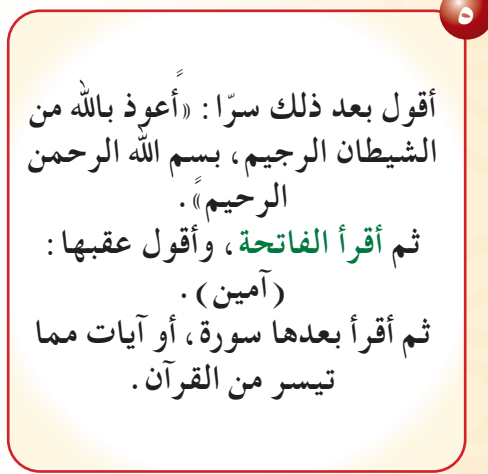 ٥
أقول بعد ذلك سرًّا: «أعوذ بالله من
الشيطان الرجيم، بسم الله الرحمن
الرحيم».
ثم أقرأ الفاتحة، وأقول عقبها:
(آمين).
ثم أقرأ بعدها سورة، أو آيات مما
تيسر من القرآن.